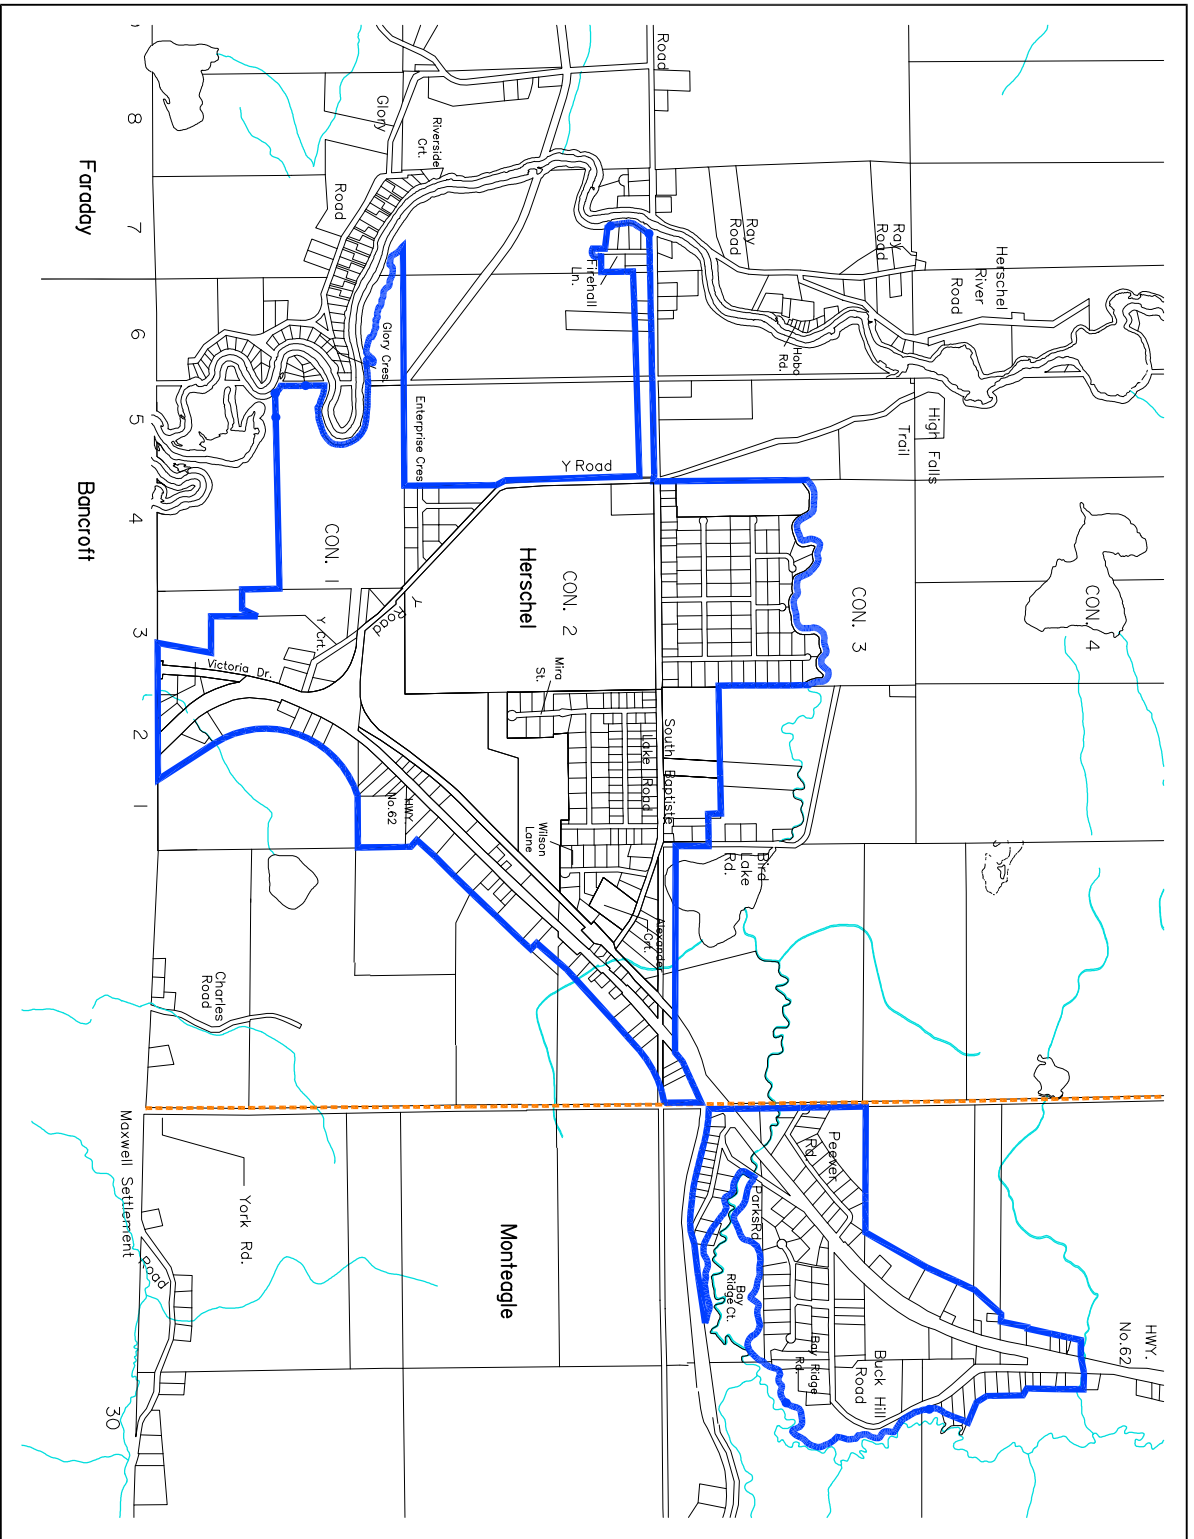 Road
8
Glory
Riverside
Crt.
Faraday
Road
7
Ray
Road
Ray
Road
Herschel
River
Road
Firehall
Ln.
6
Glory Cres.
Hobo
Rd.
5
Enterprise Cres
Y Road
High Falls
Trail
Bancroft
4
CON. 1
Herschel
CON. 2
CON. 3
CON. 4
3
Y Crt.
Y
Road
Victoria Dr.
Mira
St.
2
South Baptiste
Lake Road
1
HWY.
No.62
Wilson
Lane
Bird
Lake
Rd.
Alexander
Crt.
Charles
Road
Maxwell Settlement
Road
York Rd.
Monteagle
Peever
Rd
ParksRd
Bay
Ridge Ct.
Bay Ridge
Rd.
Buck Hill
Road
HWY.
No.62
30